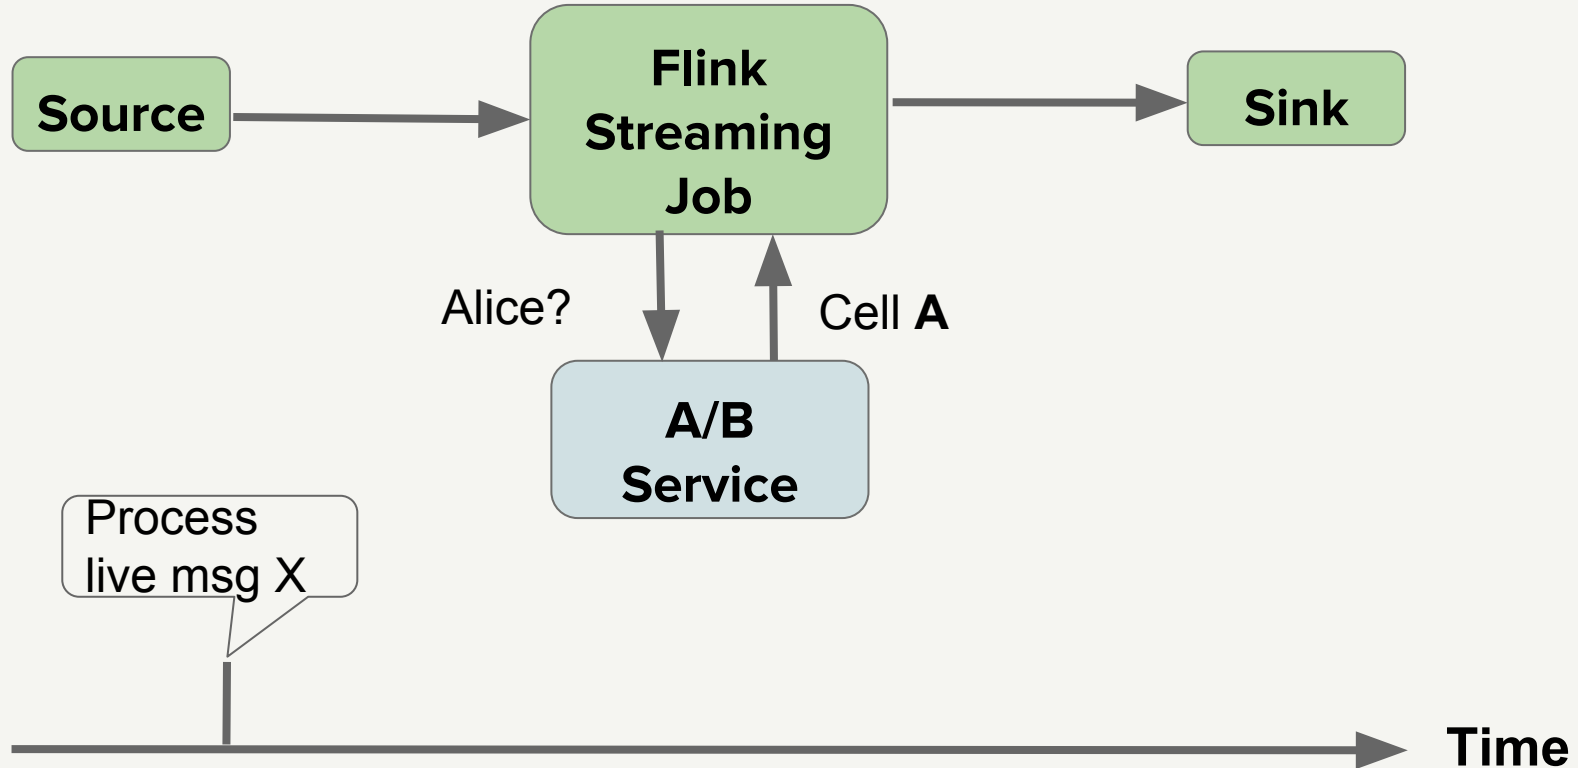 Source
Flink
Streaming
Job
Sink
Alice?
Cell A
A/B
Service
Process
live msg X
Time